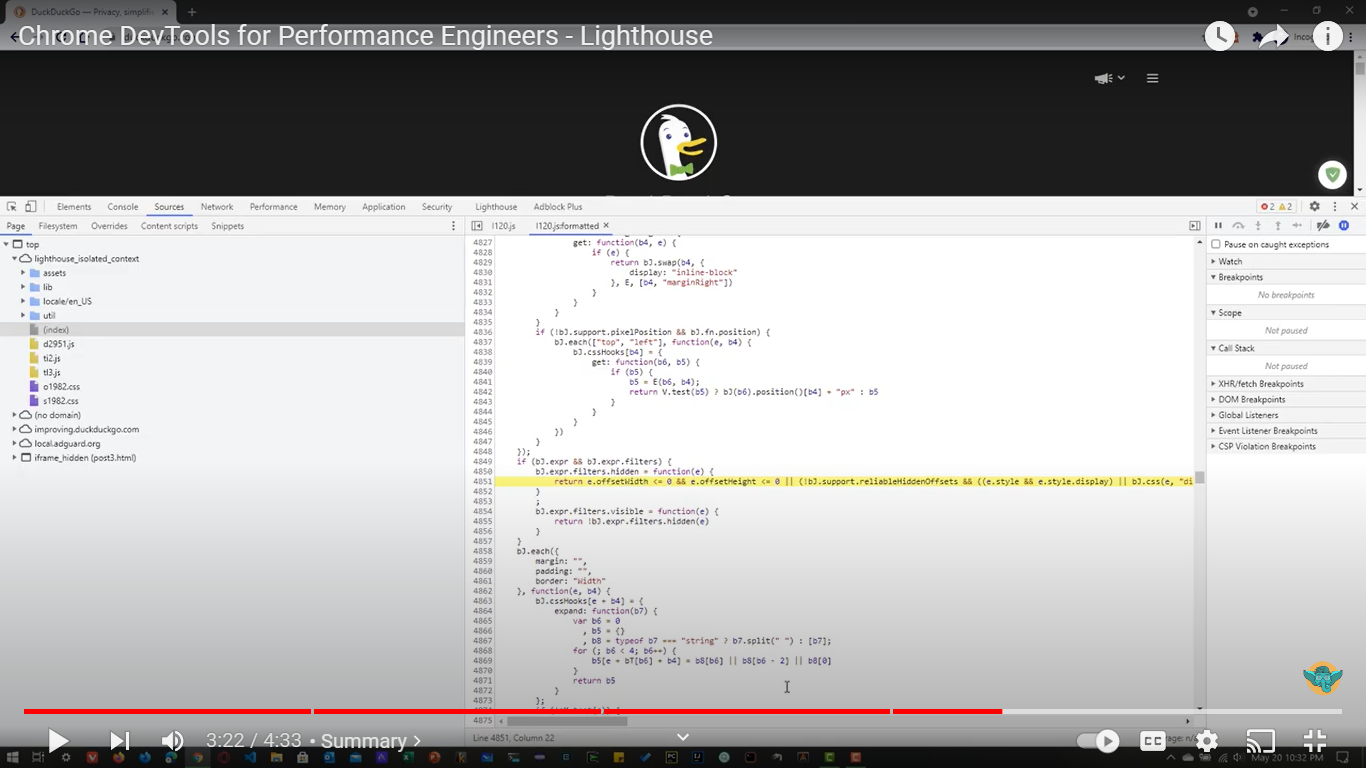 DuckDuckGo — Privacy, simplifi
Chrome DevTools for Performance Engineers - Lighthouse
Elements Console Sources Network Performance Memory Application Security Lighthouse Adblock Plus 2 2
Page Filesystem Overrides Content scripts Snippets l120.js l120.js:formatted
top
lighthouse_isolated_context
assets
lib
locale/en_US
util
(index)
d2951.js
ti2.js
tl3.js
o1982.css
s1982.css
(no domain)
improving.duckduckgo.com
local.adguard.org
iframe_hidden (post3.html)
4827 get: function(b4, e) {
4828 if (e) {
4829 return bJ.swap(b4, {
4830 display: "inline-block"
4831 }, E, [b4, "marginRight"])
4832 }
4833 }
4834 }
4835 }
4836 if (!bJ.support.pixelPosition && bJ.fn.position) {
4837 bJ.each(["top", "left"], function(e, b4) {
4838 bJ.cssHooks[b4] = {
4839 get: function(b6, b5) {
4840 if (b5) {
4841 b5 = E(b6, b4);
4842 return V.test(b5) ? bJ(b6).position()[b4] + "px" : b5
4843 }
4844 }
4845 }
4846 })
4847 }
4848 });
4849 if (bJ.expr && bJ.expr.filters) {
4850 bJ.expr.filters.hidden = function(e) {
4851 return e.offsetWidth <= 0 && e.offsetHeight <= 0 || (!bJ.support.reliableHiddenOffsets && ((e.style && e.style.display) || bJ.css(e, "di
4852 }
4853 ;
4854 bJ.expr.filters.visible = function(e) {
4855 return !bJ.expr.filters.hidden(e)
4856 }
4857 }
4858 bJ.each({
4859 margin: "",
4860 padding: "",
4861 border: "Width"
4862 }, function(e, b4) {
4863 bJ.cssHooks[e + b4] = {
4864 expand: function(b7) {
4865 var b6 = 0
4866 , b5 = {}
4867 , b8 = typeof b7 === "string" ? b7.split(" ") : [b7];
4868 for (; b6 < 4; b6++) {
4869 b5[e + bT[b6] + b4] = b8[b6] || b8[b6 - 2] || b8[0]
4870 }
4871 return b5
4872 }
4873 };
4875
Line 4851, Column 22
Pause on caught exceptions
Watch
Breakpoints
No breakpoints
Scope
Not paused
Call Stack
Not paused
XHR/fetch Breakpoints
DOM Breakpoints
Global Listeners
Event Listener Breakpoints
CSP Violation Breakpoints
3:22 / 4:33 • Summary
CC
May 20 10:32 PM